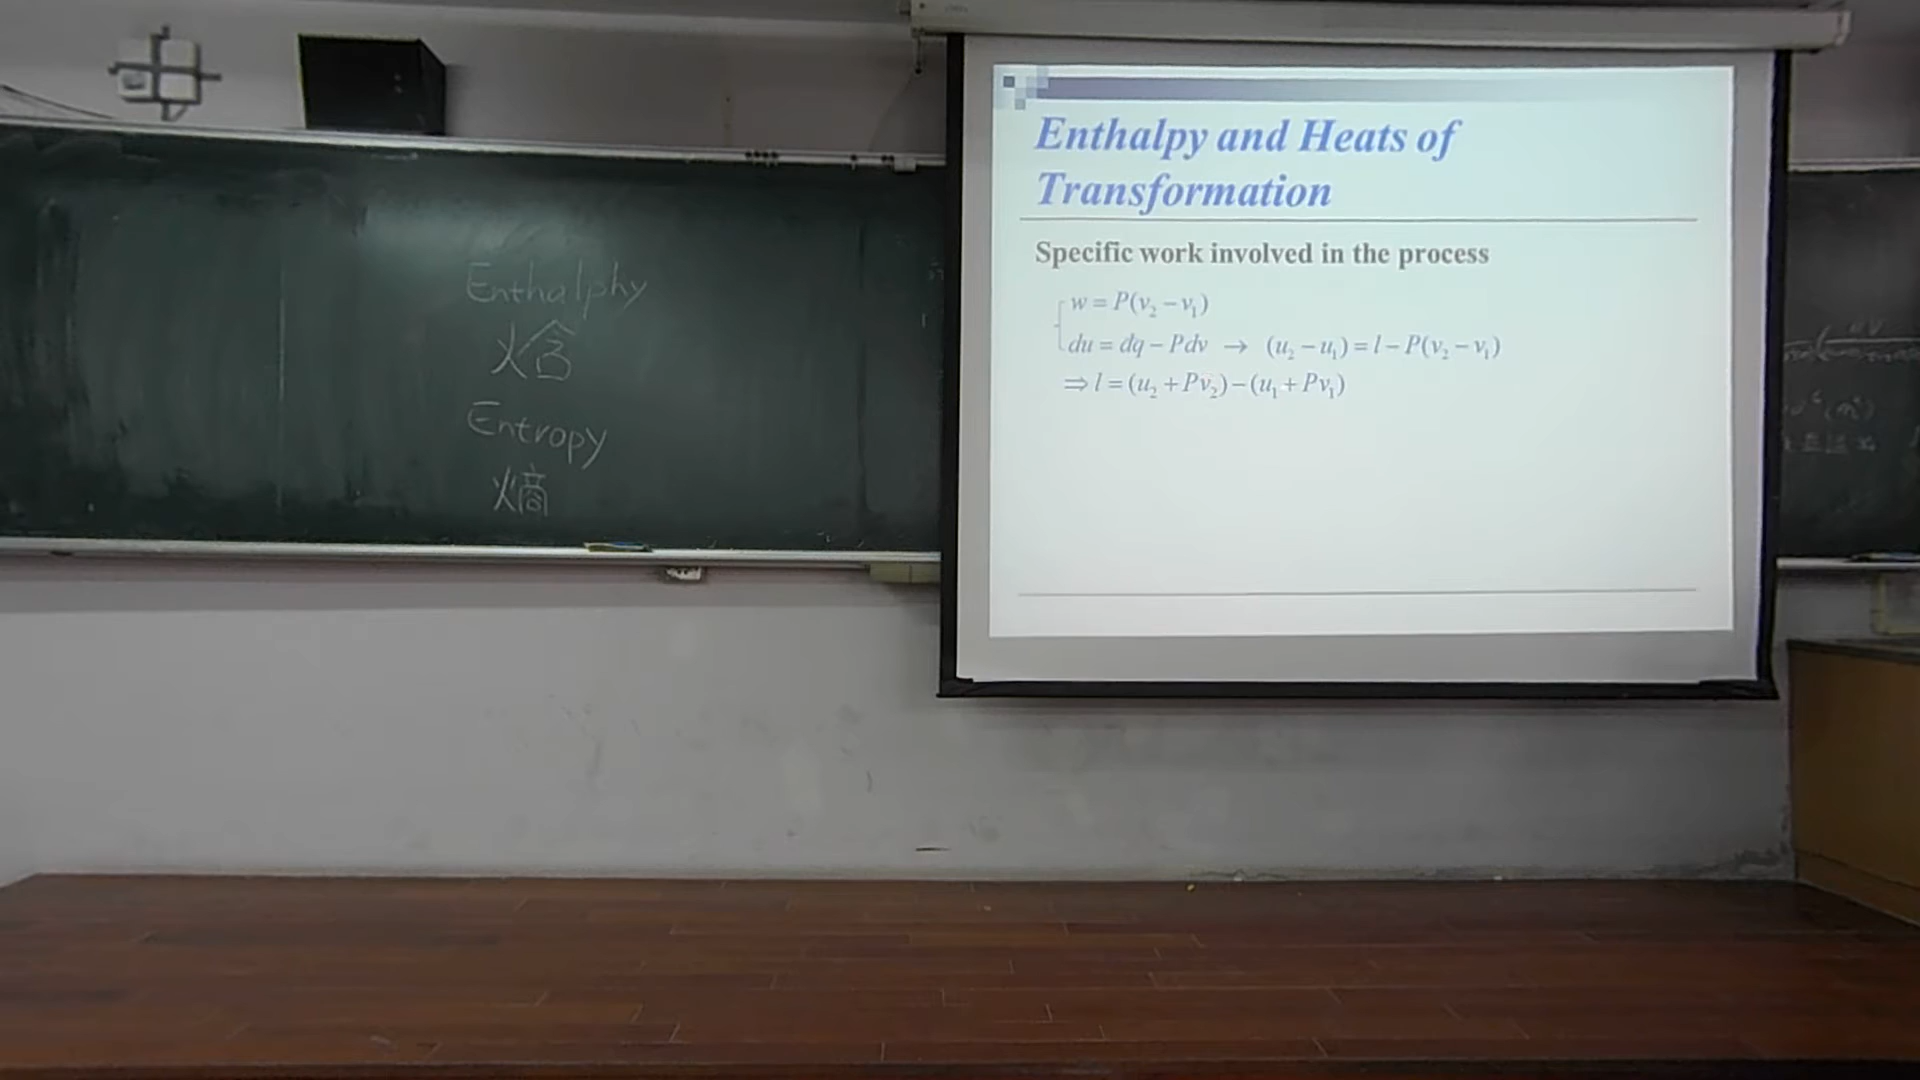 Enthalphy
焓
Entropy
熵
Enthalpy and Heats of
Transformation
Specific work involved in the process
w = P(v₂ − v₁)
du = dq − Pdv → (u₂ − u₁) = l − P(v₂ − v₁)
⇒ l = (u₂ + Pv₂) − (u₁ + Pv₁)